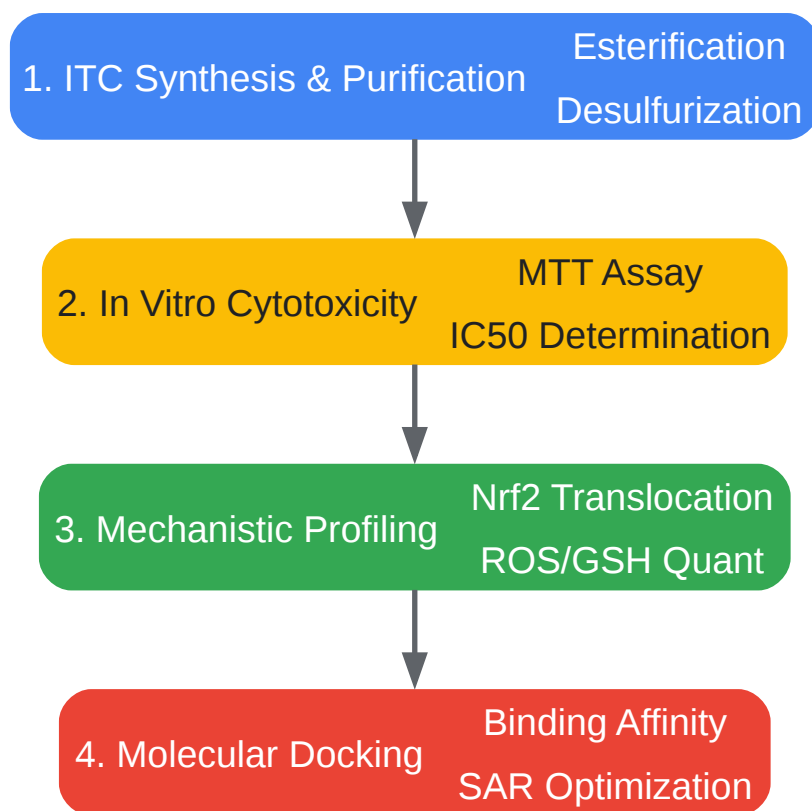 1. ITC Synthesis & Purification
Esterification
Desulfurization
2. In Vitro Cytotoxicity
MTT Assay
IC50 Determination
3. Mechanistic Profiling
Nrf2 Translocation
ROS/GSH Quant
4. Molecular Docking
Binding Affinity
SAR Optimization